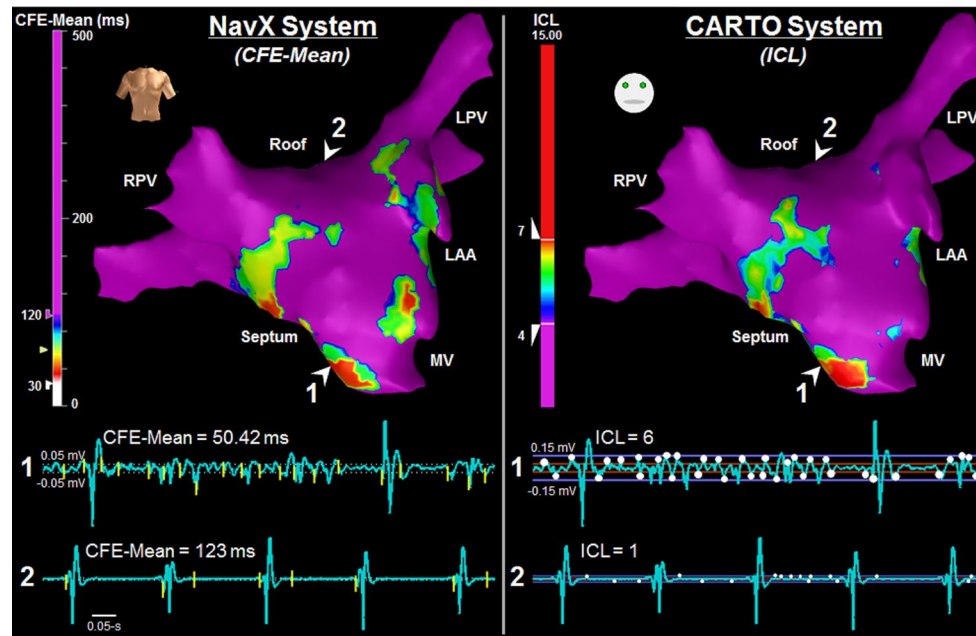 CFE-Mean (ms)
500
200
120
30
0
NavX System
(CFE-Mean)
2
Roof
LPV
RPV
LAA
Septum
MV
1
ICL
15.00
7
4
CARTO System
(ICL)
2
Roof
LPV
RPV
LAA
Septum
MV
1
1
CFE-Mean = 50.42 ms
0.05 mV
-0.05 mV
2
CFE-Mean = 123 ms
0.05-s
1
ICL = 6
0.15 mV
-0.15 mV
2
ICL = 1